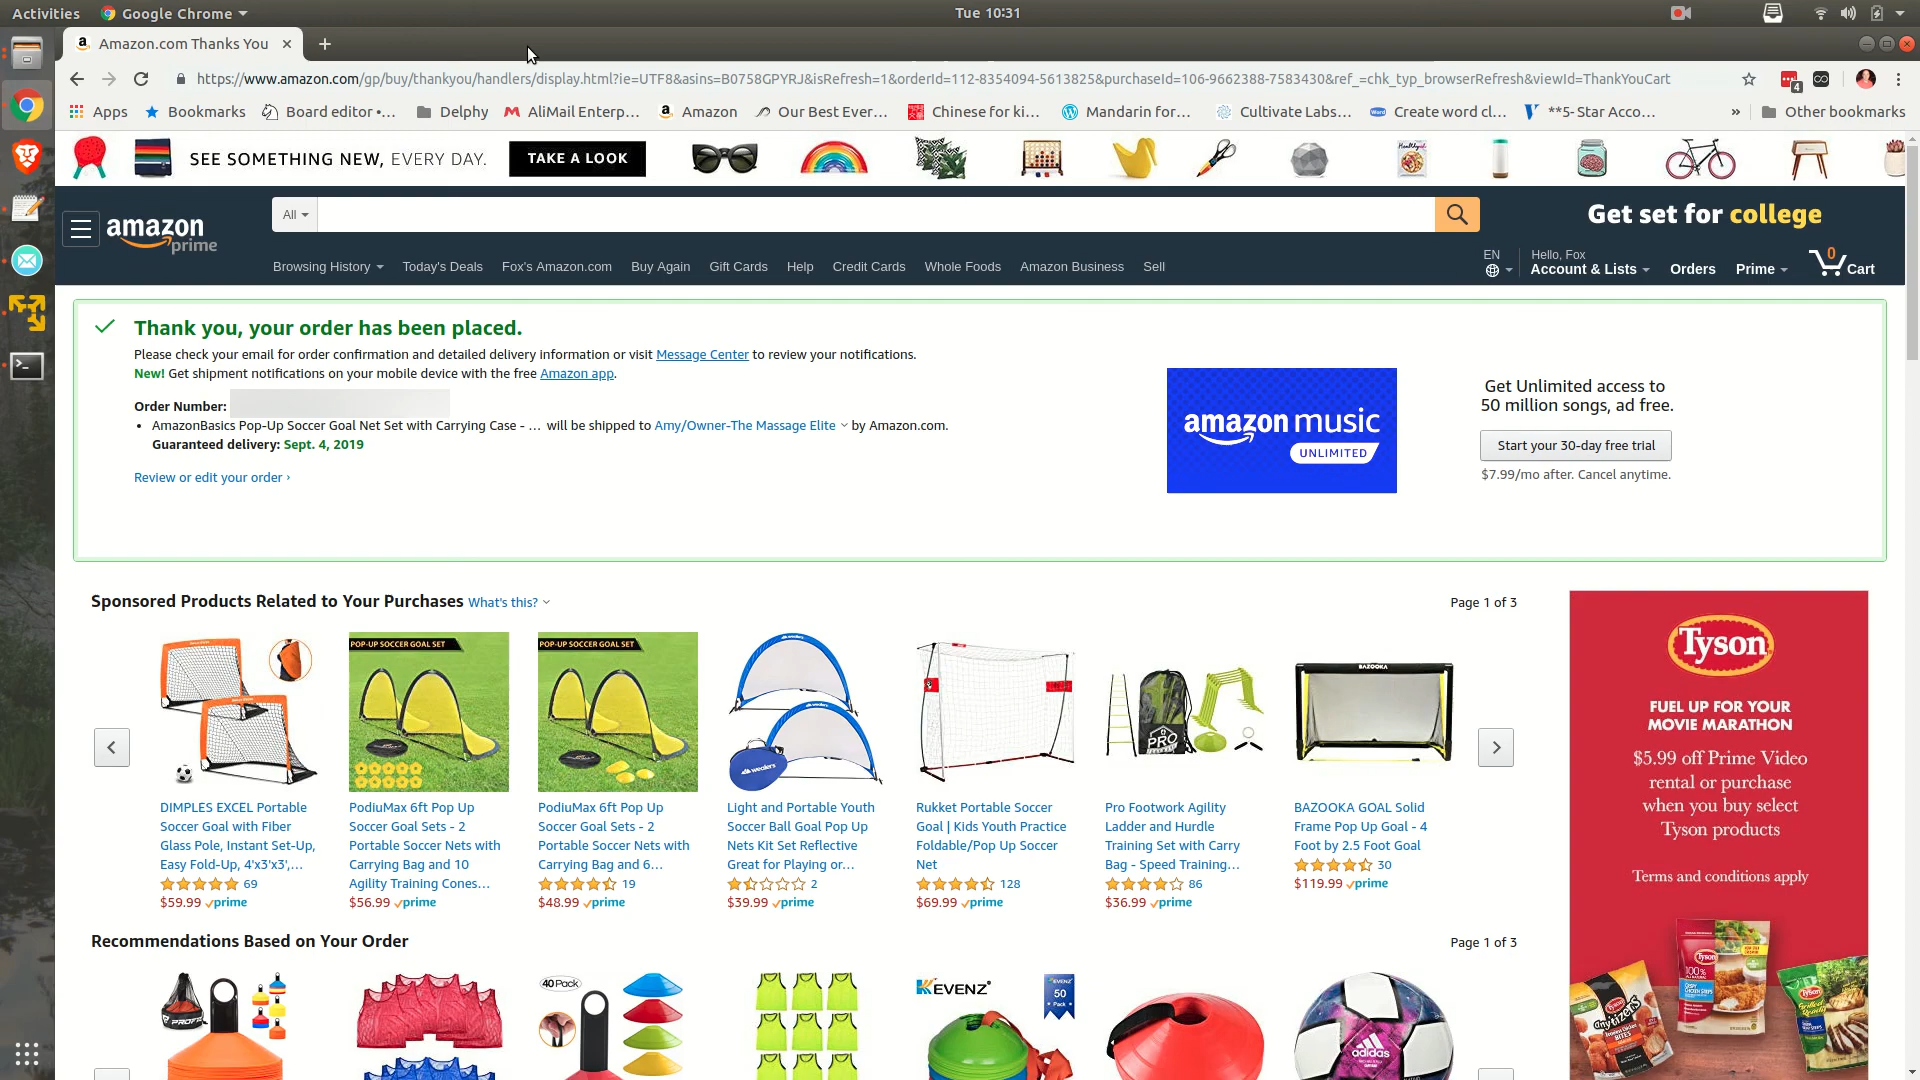 Activities
Google Chrome
Tue 10:31
Amazon.com Thanks You
https://www.amazon.com/gp/buy/thankyou/handlers/display.html?ie=UTF8&asins=B0758GPYRJ&isRefresh=1&orderId=112-8354094-5613825&purchaseId=106-9662388-7583430&ref_=chk_typ_browserRefresh&viewId=ThankYouCart
4
Apps
Bookmarks
Board editor •...
Delphy
AliMail Enterp...
Amazon
Our Best Ever...
Chinese for ki...
Mandarin for...
Cultivate Labs...
Create word cl...
**5-Star Acco...
»
Other bookmarks
SEE SOMETHING NEW, EVERY DAY.
TAKE A LOOK
amazon
prime
All
Get set for college
Browsing History
Today's Deals
Fox's Amazon.com
Buy Again
Gift Cards
Help
Credit Cards
Whole Foods
Amazon Business
Sell
EN
Hello, Fox
Account & Lists
Orders
Prime
0
Cart
Thank you, your order has been placed.
Please check your email for order confirmation and detailed delivery information or visit Message Center to review your notifications.
New! Get shipment notifications on your mobile device with the free Amazon app.
Order Number:
• AmazonBasics Pop-Up Soccer Goal Net Set with Carrying Case - ... will be shipped to Amy/Owner-The Massage Elite by Amazon.com.
Guaranteed delivery: Sept. 4, 2019
Review or edit your order ›
amazon music
UNLIMITED
Get Unlimited access to
50 million songs, ad free.
Start your 30-day free trial
$7.99/mo after. Cancel anytime.
Sponsored Products Related to Your Purchases What's this?
Page 1 of 3
POP-UP SOCCER GOAL SET
POP-UP SOCCER GOAL SET
PRO
BAZOOKA
DIMPLES EXCEL Portable
Soccer Goal with Fiber
Glass Pole, Instant Set-Up,
Easy Fold-Up, 4'x3'x3',...
69
$59.99 prime
PodiuMax 6ft Pop Up
Soccer Goal Sets - 2
Portable Soccer Nets with
Carrying Bag and 10
Agility Training Cones...
$56.99 prime
PodiuMax 6ft Pop Up
Soccer Goal Sets - 2
Portable Soccer Nets with
Carrying Bag and 6...
19
$48.99 prime
Light and Portable Youth
Soccer Ball Goal Pop Up
Nets Kit Set Reflective
Great for Playing or...
2
$39.99 prime
Rukket Portable Soccer
Goal | Kids Youth Practice
Foldable/Pop Up Soccer
Net
128
$69.99 prime
Pro Footwork Agility
Ladder and Hurdle
Training Set with Carry
Bag - Speed Training...
86
$36.99 prime
BAZOOKA GOAL Solid
Frame Pop Up Goal - 4
Foot by 2.5 Foot Goal
30
$119.99 prime
Tyson
FUEL UP FOR YOUR
MOVIE MARATHON
$5.99 off Prime Video
rental or purchase
when you buy select
Tyson products
Terms and conditions apply
Recommendations Based on Your Order
Page 1 of 3
40 Pack
KEVENZ
50
Pack
adidas
Tyson
100%
anytizers